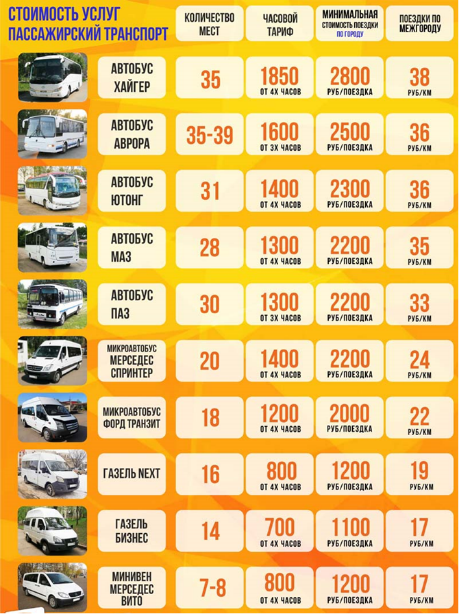 СТОИМОСТЬ УСЛУГ
ПАССАЖИРСКИЙ ТРАНСПОРТ
КОЛИЧЕСТВО
МЕСТ
ЧАСОВОЙ
ТАРИФ
МИНИМАЛЬНАЯ
СТОИМОСТЬ ПОЕЗДКИ
ПО ГОРОДУ
ПОЕЗДКИ ПО
МЕЖГОРОДУ
АВТОБУС
ХАЙГЕР
35
1850
ОТ 4Х ЧАСОВ
2800
РУБ/ПОЕЗДКА
38
РУБ/КМ
АВТОБУС
АВРОРА
35-39
1600
ОТ 3Х ЧАСОВ
2500
РУБ/ПОЕЗДКА
36
РУБ/КМ
АВТОБУС
ЮТОНГ
31
1400
ОТ 4Х ЧАСОВ
2300
РУБ/ПОЕЗДКА
36
РУБ/КМ
АВТОБУС
МАЗ
28
1300
ОТ 4Х ЧАСОВ
2200
РУБ/ПОЕЗДКА
35
РУБ/КМ
АВТОБУС
ПАЗ
30
1300
ОТ 3Х ЧАСОВ
2200
РУБ/ПОЕЗДКА
33
РУБ/КМ
МИКРОАВТОБУС
МЕРСЕДЕС
СПРИНТЕР
20
1400
ОТ 4Х ЧАСОВ
2200
РУБ/ПОЕЗДКА
24
РУБ/КМ
МИКРОАВТОБУС
ФОРД ТРАНЗИТ
18
1200
ОТ 4Х ЧАСОВ
2000
РУБ/ПОЕЗДКА
22
РУБ/КМ
ГАЗЕЛЬ NEXT
16
800
ОТ 4Х ЧАСОВ
1200
РУБ/ПОЕЗДКА
19
РУБ/КМ
ГАЗЕЛЬ
БИЗНЕС
14
700
ОТ 4Х ЧАСОВ
1100
РУБ/ПОЕЗДКА
17
РУБ/КМ
МИНИВЕН
МЕРСЕДЕС
ВИТО
7-8
800
ОТ 4Х ЧАСОВ
1200
РУБ/ПОЕЗДКА
17
РУБ/КМ